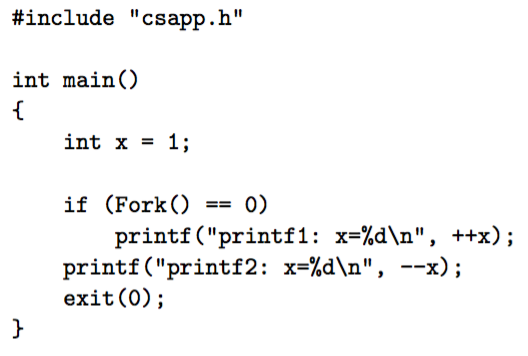 #include "csapp.h"
int main()
{
    int x = 1;
    if (Fork() == 0)
        printf("printf1: x=%d\n", ++x);
    printf("printf2: x=%d\n", --x);
    exit(0);
}